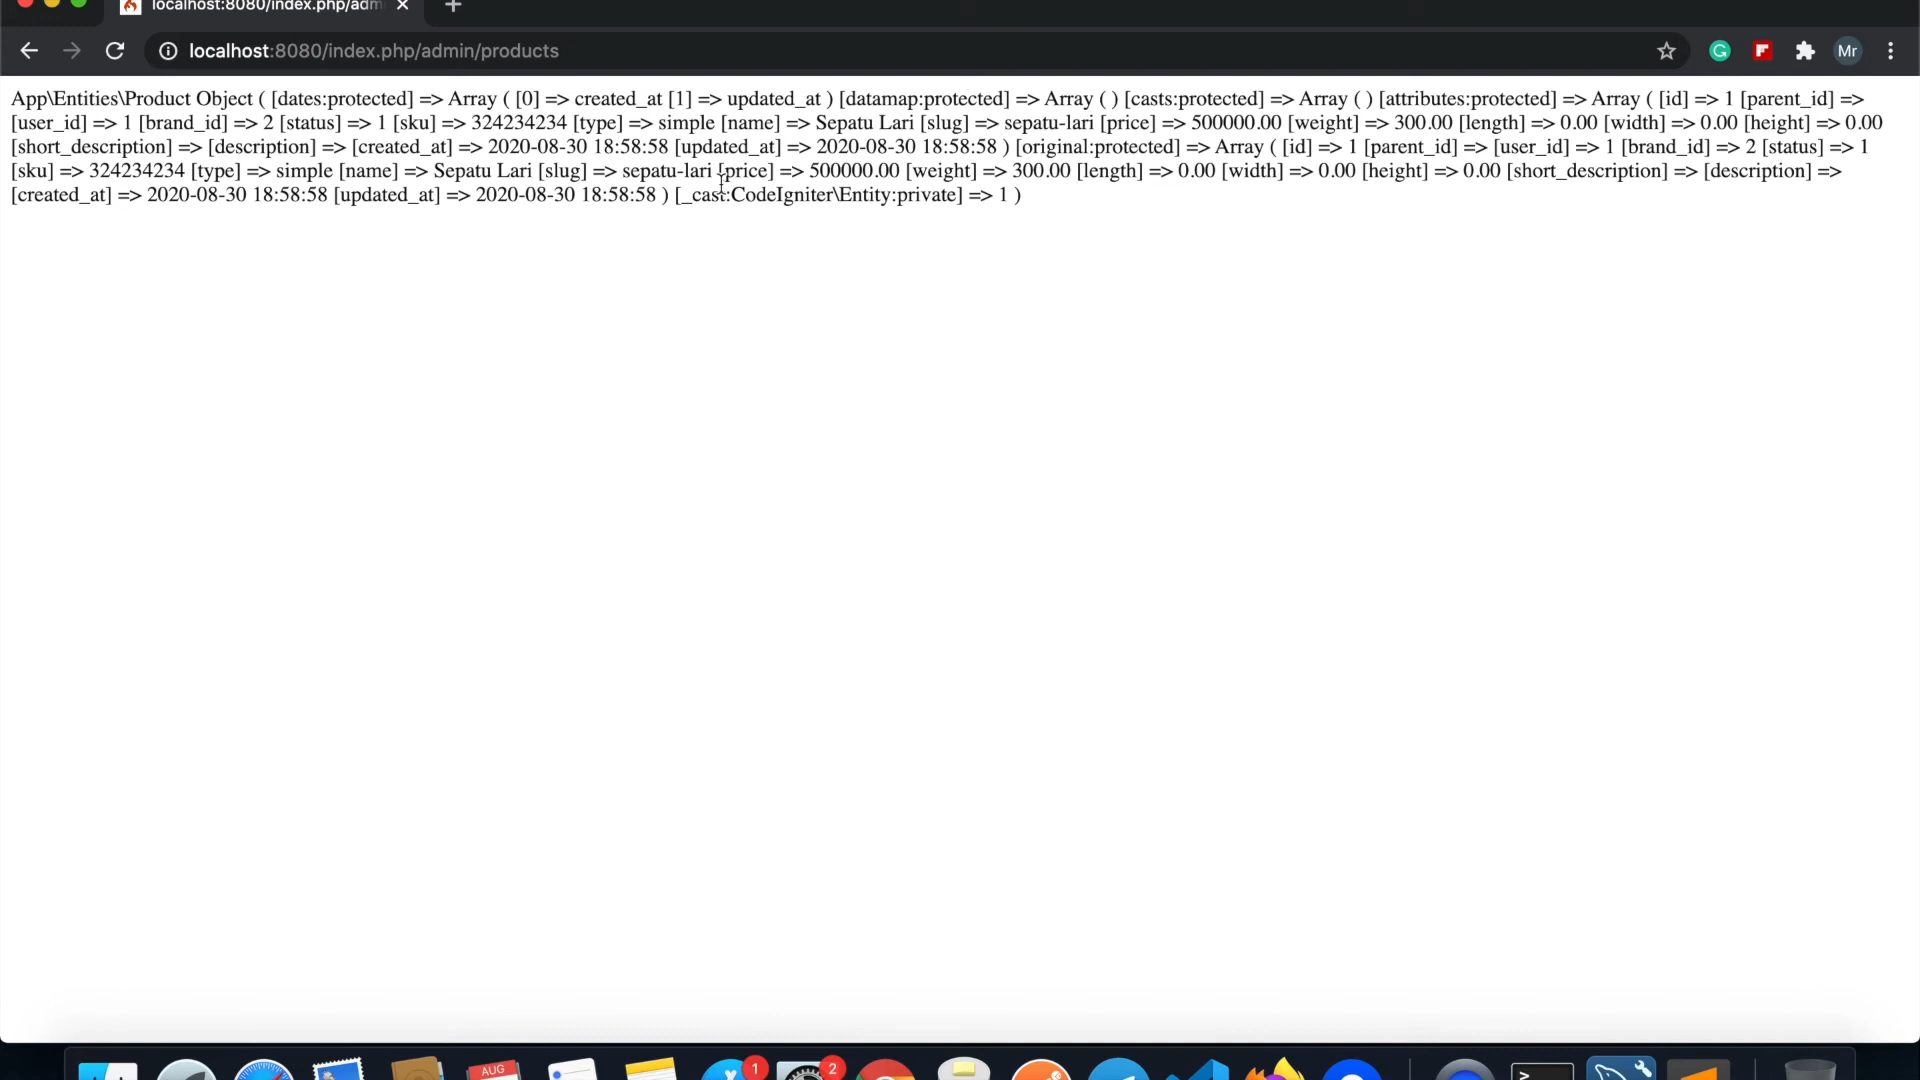 localhost:8080/index.php/adm
localhost:8080/index.php/admin/products
Mr
App\Entities\Product Object ( [dates:protected] => Array ( [0] => created_at [1] => updated_at ) [datamap:protected] => Array ( ) [casts:protected] => Array ( ) [attributes:protected] => Array ( [id] => 1 [parent_id] =>
[user_id] => 1 [brand_id] => 2 [status] => 1 [sku] => 324234234 [type] => simple [name] => Sepatu Lari [slug] => sepatu-lari [price] => 500000.00 [weight] => 300.00 [length] => 0.00 [width] => 0.00 [height] => 0.00
[short_description] => [description] => [created_at] => 2020-08-30 18:58:58 [updated_at] => 2020-08-30 18:58:58 ) [original:protected] => Array ( [id] => 1 [parent_id] => [user_id] => 1 [brand_id] => 2 [status] => 1
[sku] => 324234234 [type] => simple [name] => Sepatu Lari [slug] => sepatu-lari [price] => 500000.00 [weight] => 300.00 [length] => 0.00 [width] => 0.00 [height] => 0.00 [short_description] => [description] =>
[created_at] => 2020-08-30 18:58:58 [updated_at] => 2020-08-30 18:58:58 ) [_cast:CodeIgniter\Entity:private] => 1 )
AUG 1 2